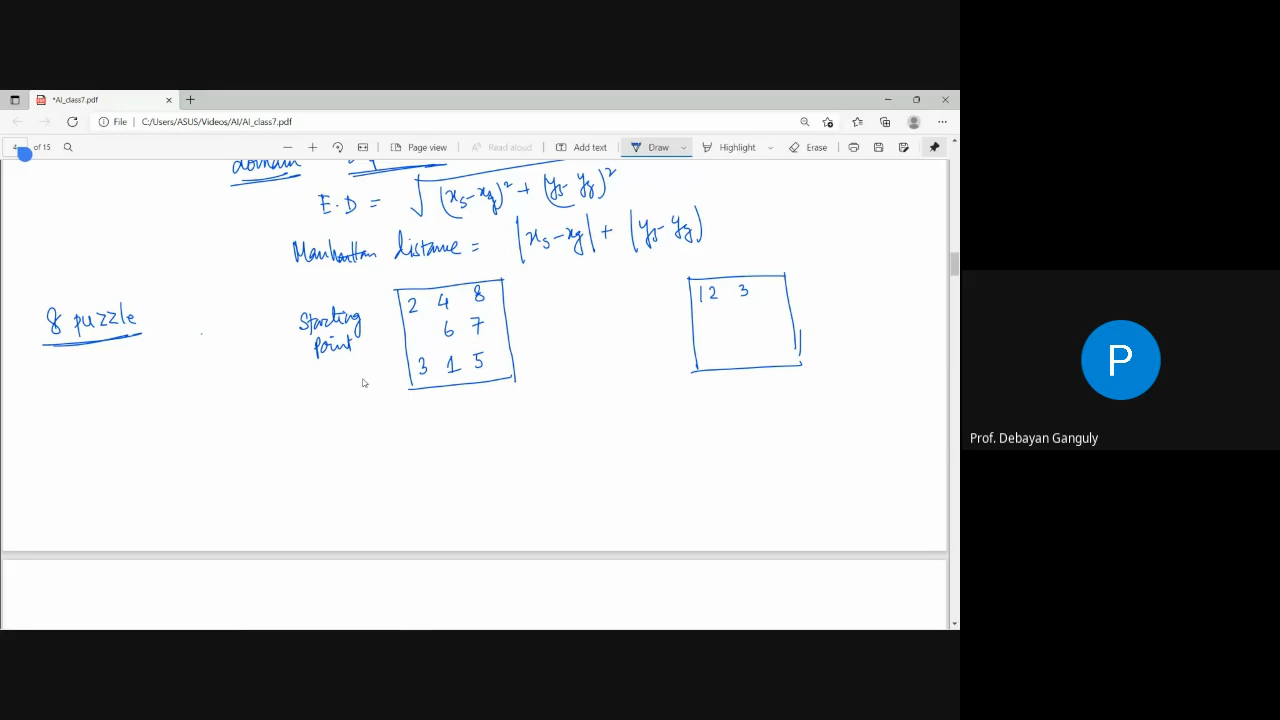 *AI_class7.pdf
File C:/Users/ASUS/Videos/AI/AI_class7.pdf
4 of 15 Page view Read aloud Add text Draw Highlight Erase
domain
E.D = √(xs-xg)² + (ys-yg)²
Manhattan distance = |xs-xg| + |ys-yg|
8 puzzle
Starting point
2 4 8
6 7
3 1 5
1 2 3
P
Prof. Debayan Ganguly